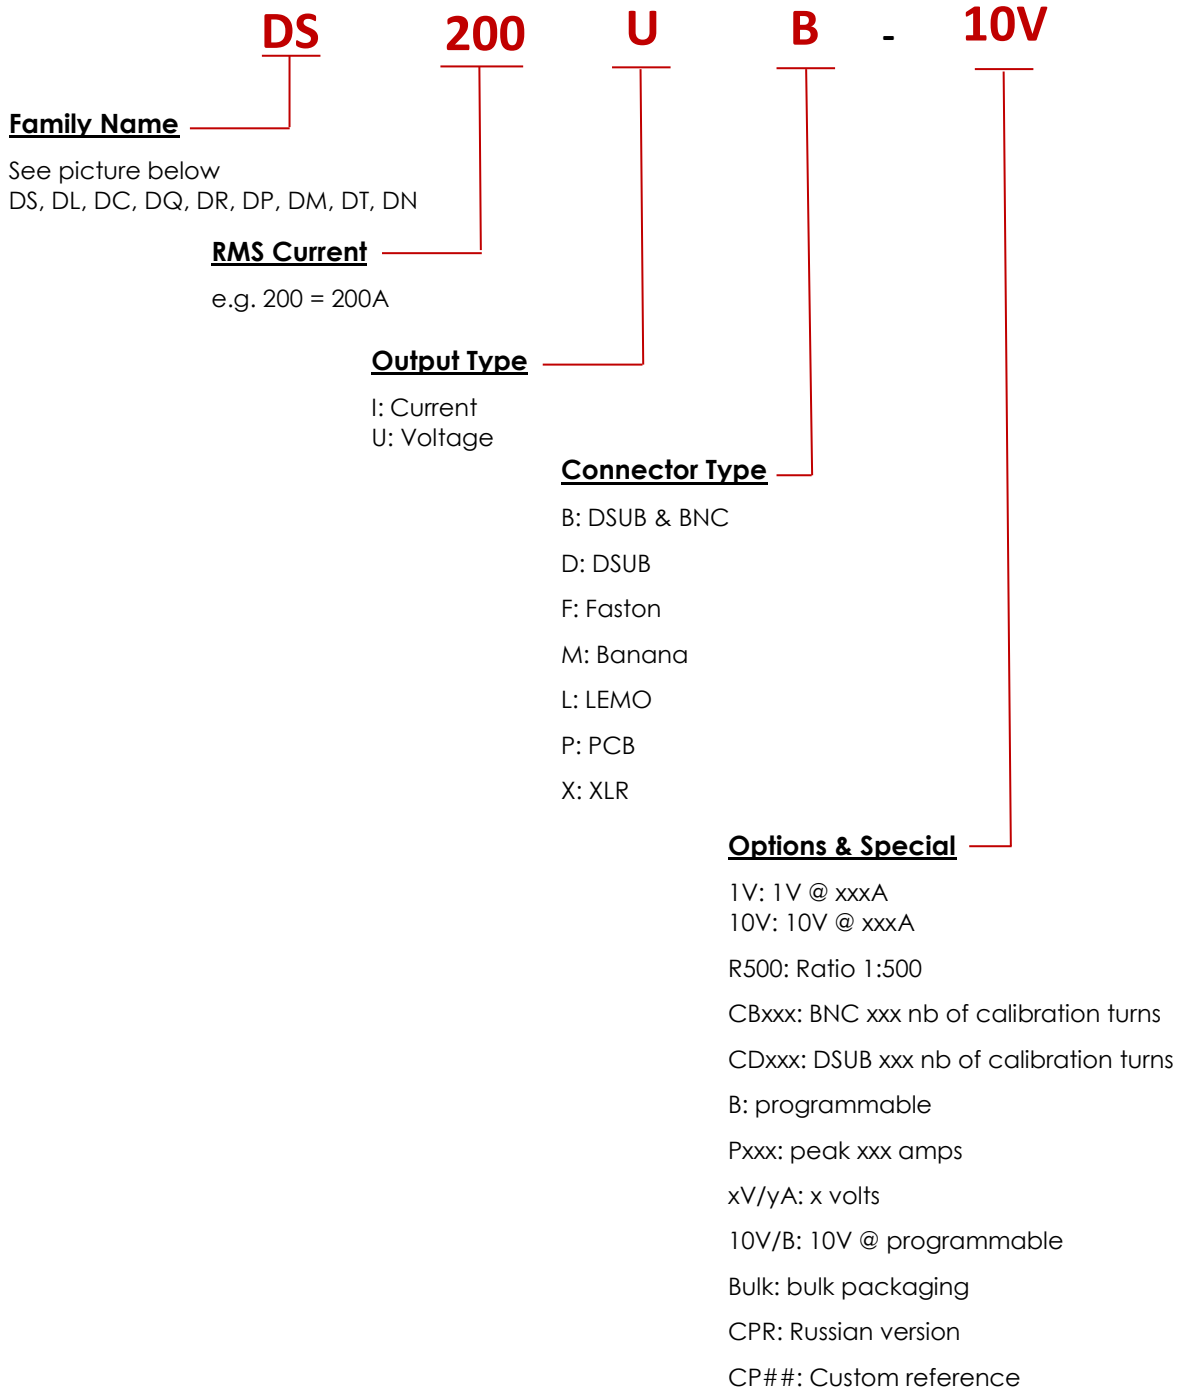 DS 200 U B - 10V
Family Name
See picture below
DS, DL, DC, DQ, DR, DP, DM, DT, DN
RMS Current
e.g. 200 = 200A
Output Type
I: Current
U: Voltage
Connector Type
B: DSUB & BNC
D: DSUB
F: Faston
M: Banana
L: LEMO
P: PCB
X: XLR
Options & Special
1V: 1V @ xxxA
10V: 10V @ xxxA
R500: Ratio 1:500
CBxxx: BNC xxx nb of calibration turns
CDxxx: DSUB xxx nb of calibration turns
B: programmable
Pxxx: peak xxx amps
xV/yA: x volts
10V/B: 10V @ programmable
Bulk: bulk packaging
CPR: Russian version
CP##: Custom reference